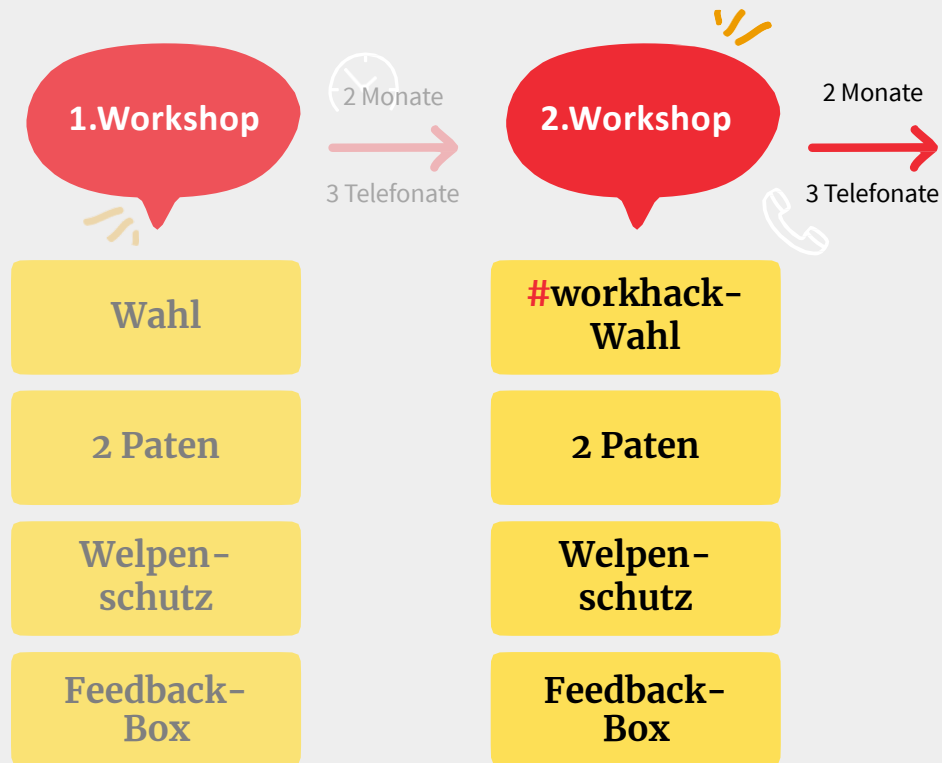 1.Workshop
2 Monate
3 Telefonate
2.Workshop
2 Monate
3 Telefonate
Wahl
2 Paten
Welpen-
schutz
Feedback-
Box
#workhack-
Wahl
2 Paten
Welpen-
schutz
Feedback-
Box